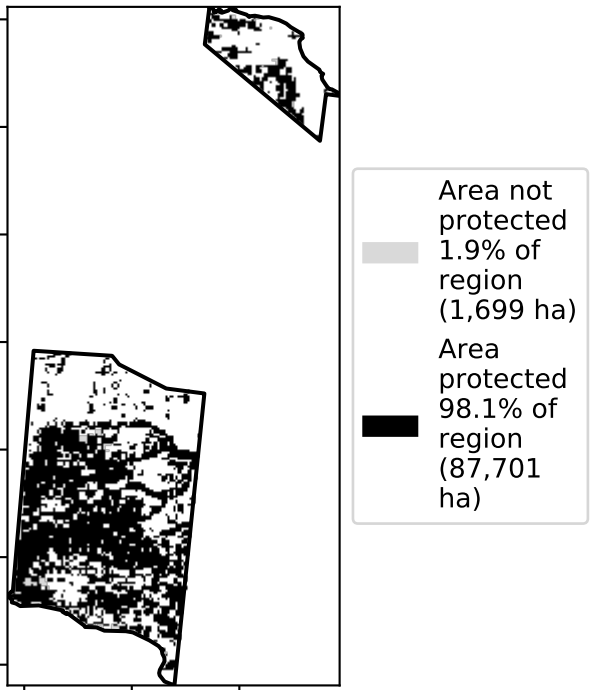 Area not
protected
1.9% of
region
(1,699 ha)
Area
protected
98.1% of
region
(87,701
ha)